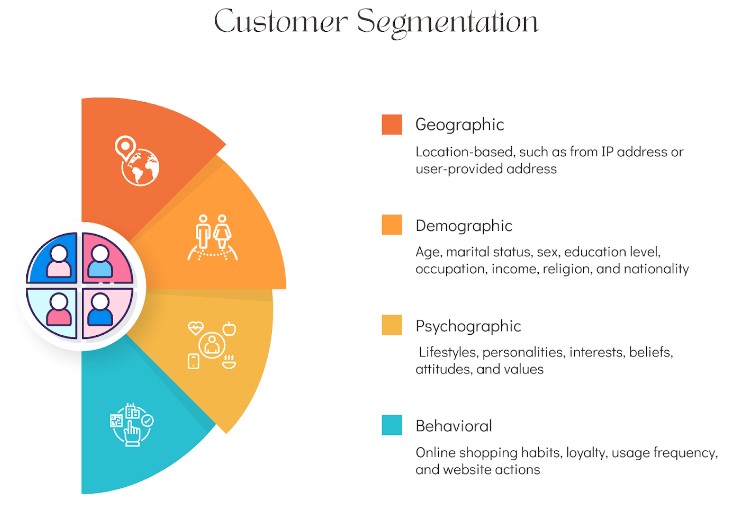 Customer Segmentation
Geographic
Location-based, such as from IP address or
user-provided address
Demographic
Age, marital status, sex, education level,
occupation, income, religion, and nationality
Psychographic
Lifestyles, personalities, interests, beliefs,
attitudes, and values
Behavioral
Online shopping habits, loyalty, usage frequency,
and website actions